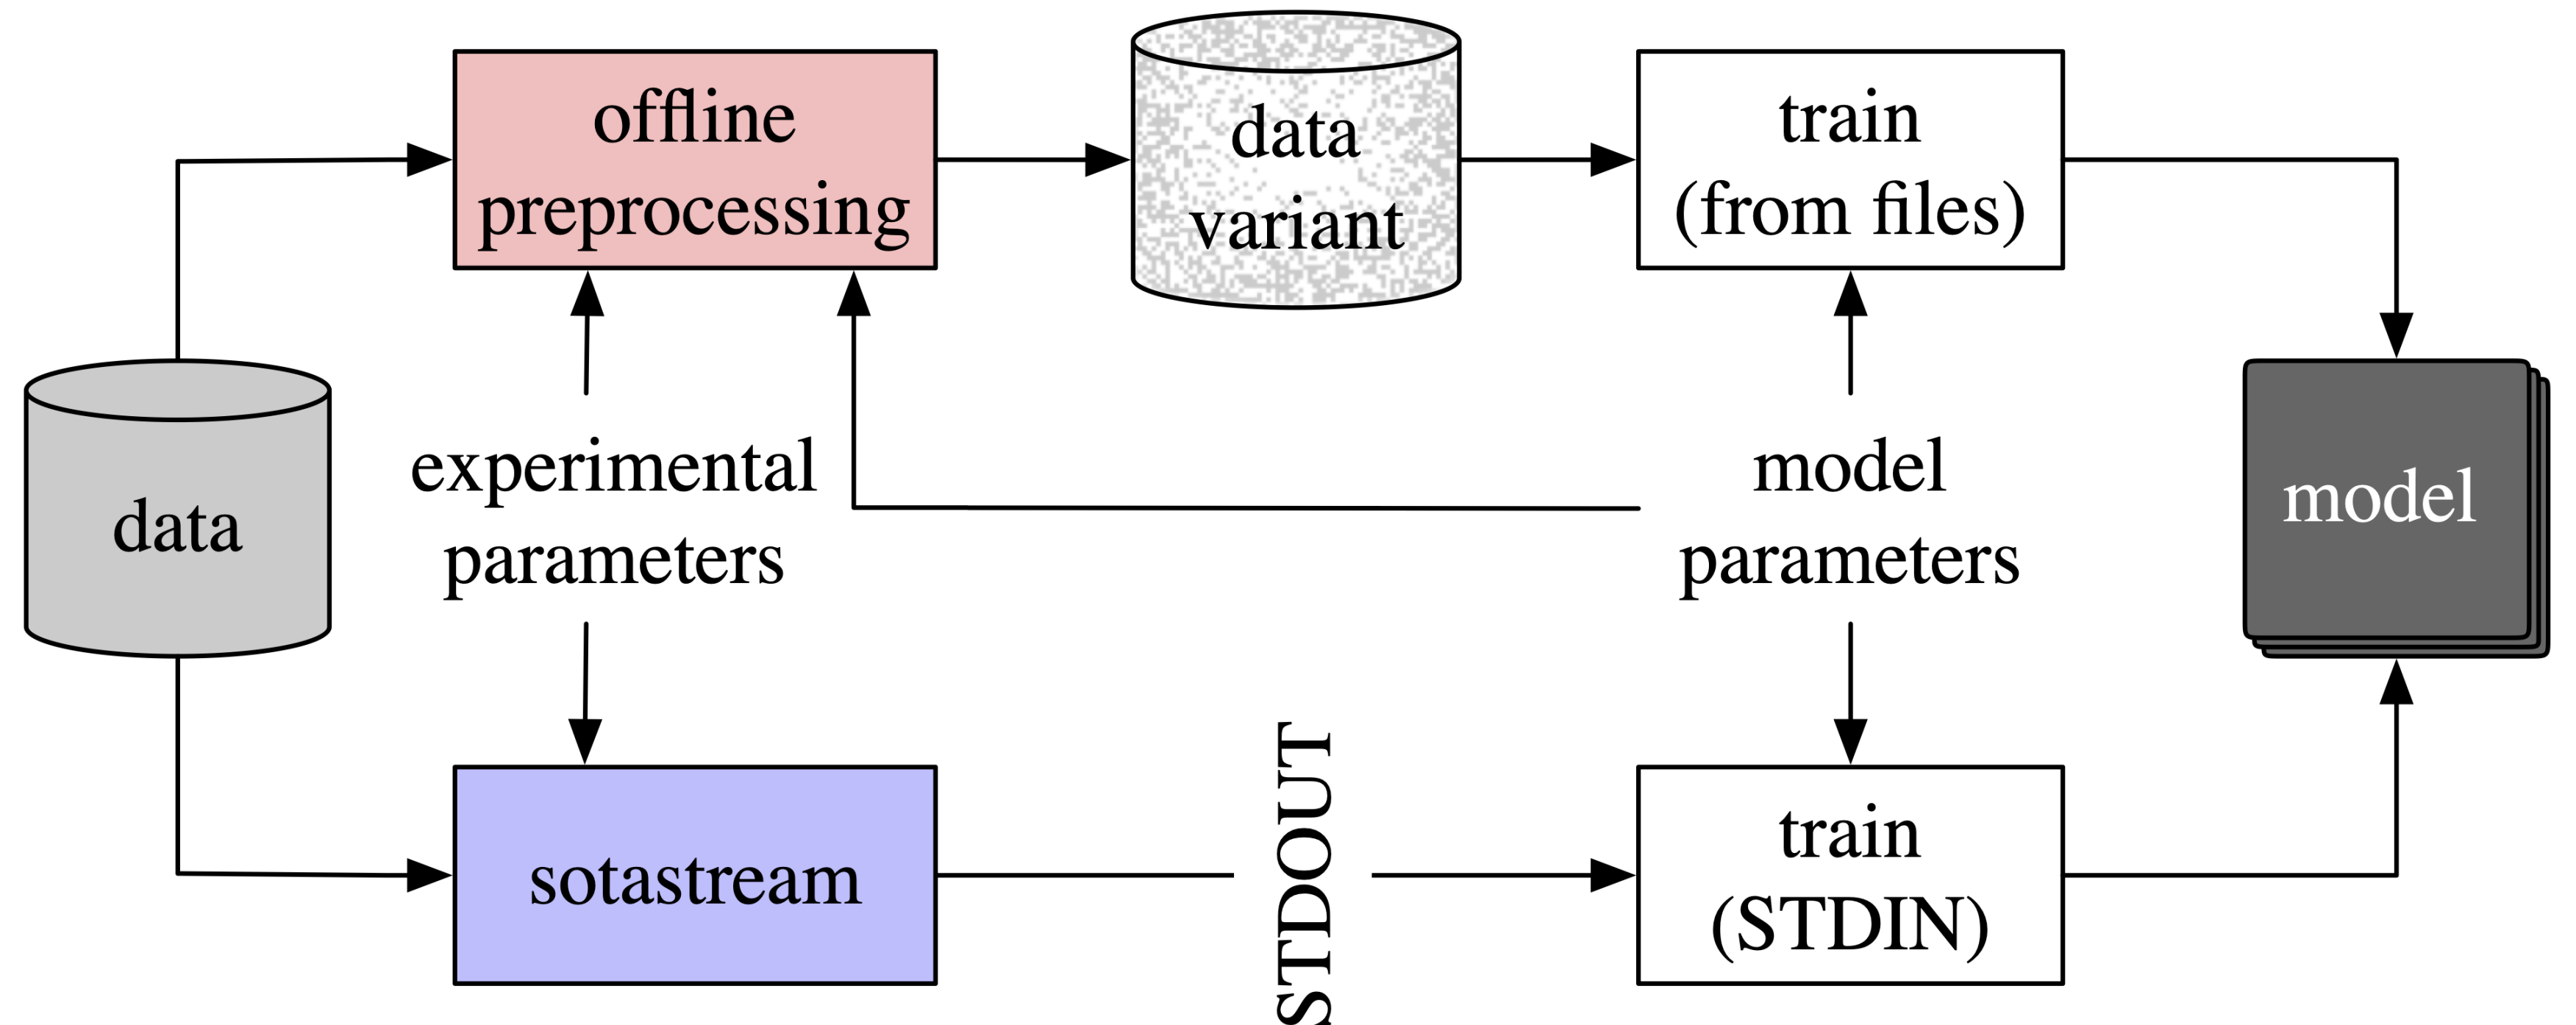 offline
preprocessing
data
variant
train
(from files)
data
experimental
parameters
model
parameters
model
sotastream
STDOUT
train
(STDIN)